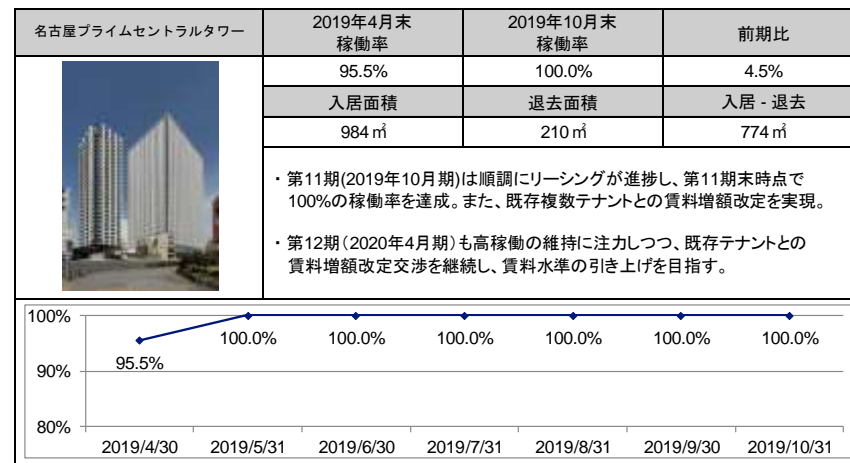 名古屋プライムセントラルタワー
2019年4月末
稼働率
2019年10月末
稼働率
前期比
95.5%
100.0%
4.5%
入居面積
退去面積
入居 - 退去
984㎡
210㎡
774㎡
・第11期(2019年10月期)は順調にリーシングが進捗し、第11期末時点で
100%の稼働率を達成。また、既存複数テナントとの賃料増額改定を実現。
・第12期（2020年4月期）も高稼働の維持に注力しつつ、既存テナントとの
賃料増額改定交渉を継続し、賃料水準の引き上げを目指す。
100%
90%
80%
95.5%
100.0%
100.0%
100.0%
100.0%
100.0%
100.0%
2019/4/30
2019/5/31
2019/6/30
2019/7/31
2019/8/31
2019/9/30
2019/10/31